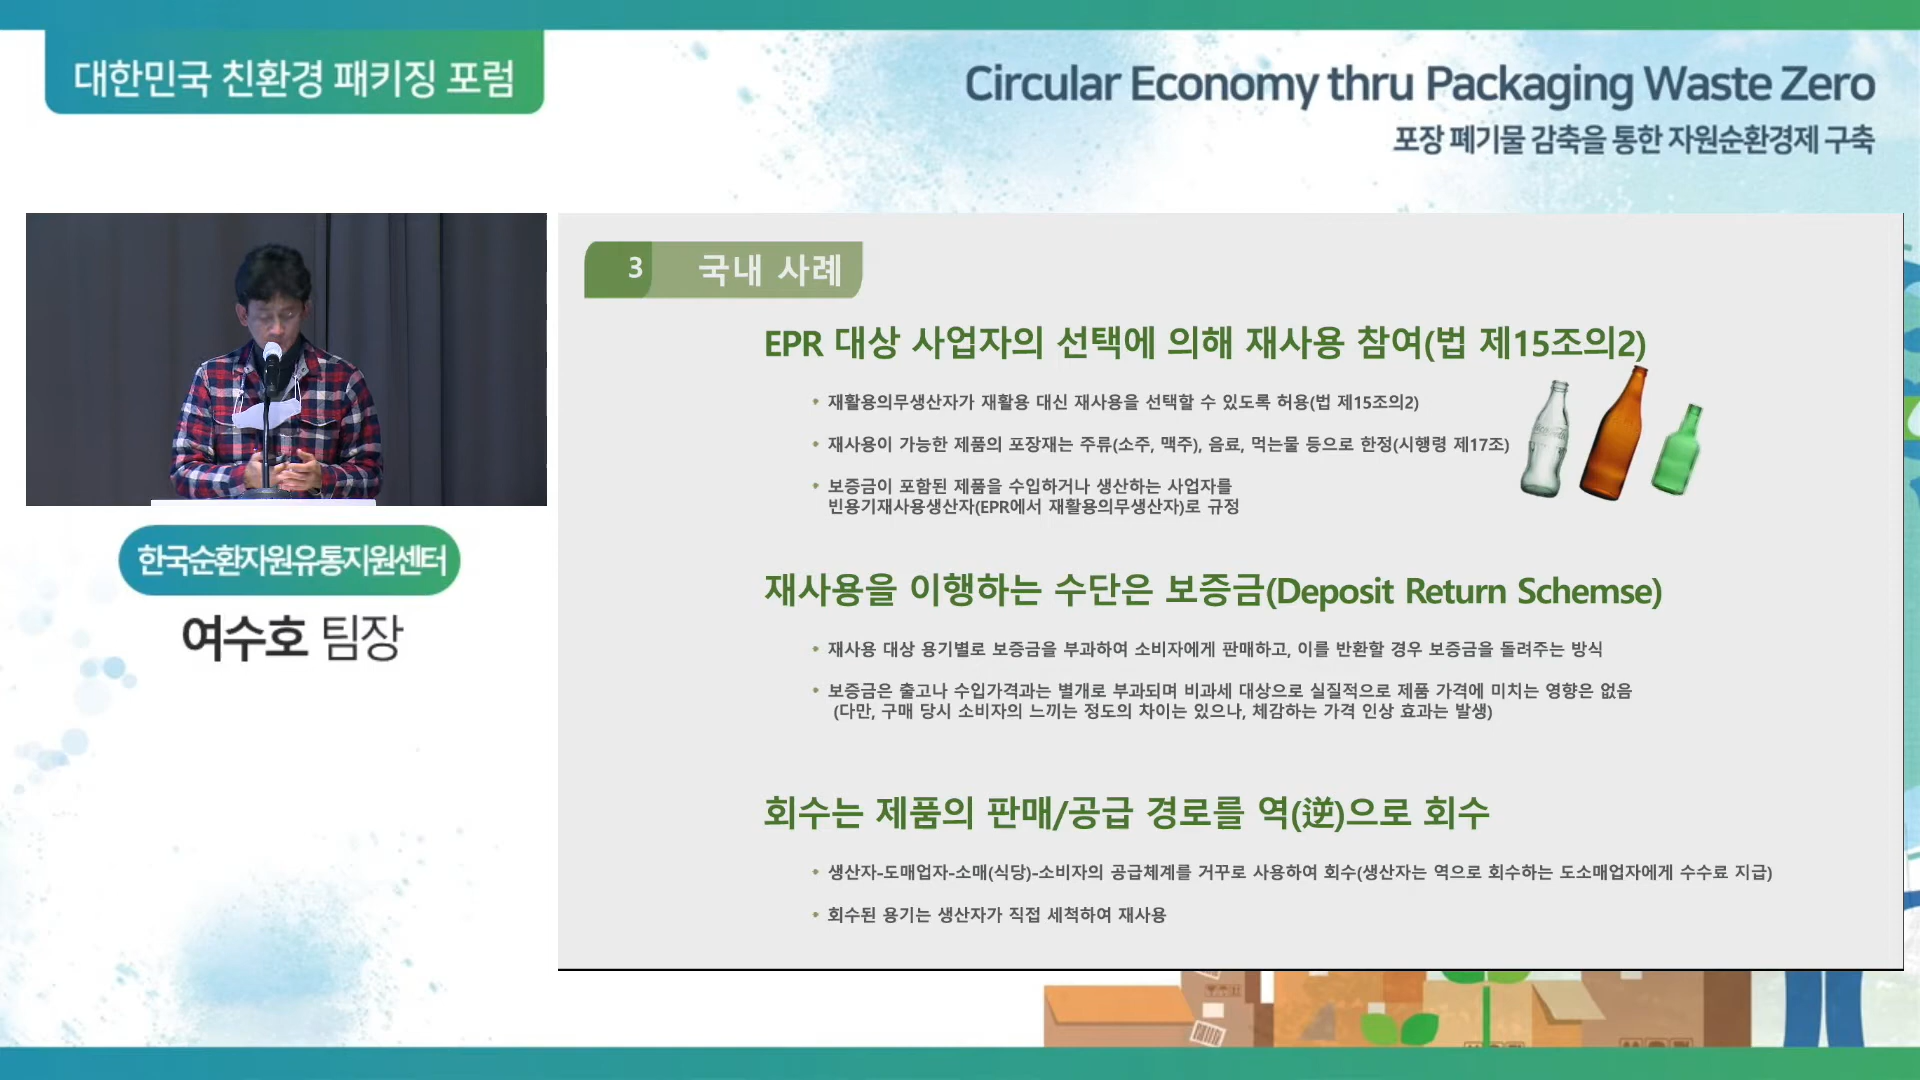 대한민국 친환경 패키징 포럼
Circular Economy thru Packaging Waste Zero
포장 폐기물 감축을 통한 자원순환경제 구축
한국순환자원유통지원센터
여수호 팀장
3 국내 사례
EPR 대상 사업자의 선택에 의해 재사용 참여(법 제15조의2)
재활용의무생산자가 재활용 대신 재사용을 선택할 수 있도록 허용(법 제15조의2)
재사용이 가능한 제품의 포장재는 주류(소주, 맥주), 음료, 먹는물 등으로 한정(시행령 제17조)
보증금이 포함된 제품을 수입하거나 생산하는 사업자를
빈용기재사용생산자(EPR에서 재활용의무생산자)로 규정
재사용을 이행하는 수단은 보증금(Deposit Return Schemse)
재사용 대상 용기별로 보증금을 부과하여 소비자에게 판매하고, 이를 반환할 경우 보증금을 돌려주는 방식
보증금은 출고나 수입가격과는 별개로 부과되며 비과세 대상으로 실질적으로 제품 가격에 미치는 영향은 없음
(다만, 구매 당시 소비자의 느끼는 정도의 차이는 있으나, 체감하는 가격 인상 효과는 발생)
회수는 제품의 판매/공급 경로를 역(逆)으로 회수
생산자-도매업자-소매(식당)-소비자의 공급체계를 거꾸로 사용하여 회수(생산자는 역으로 회수하는 도소매업자에게 수수료 지급)
회수된 용기는 생산자가 직접 세척하여 재사용